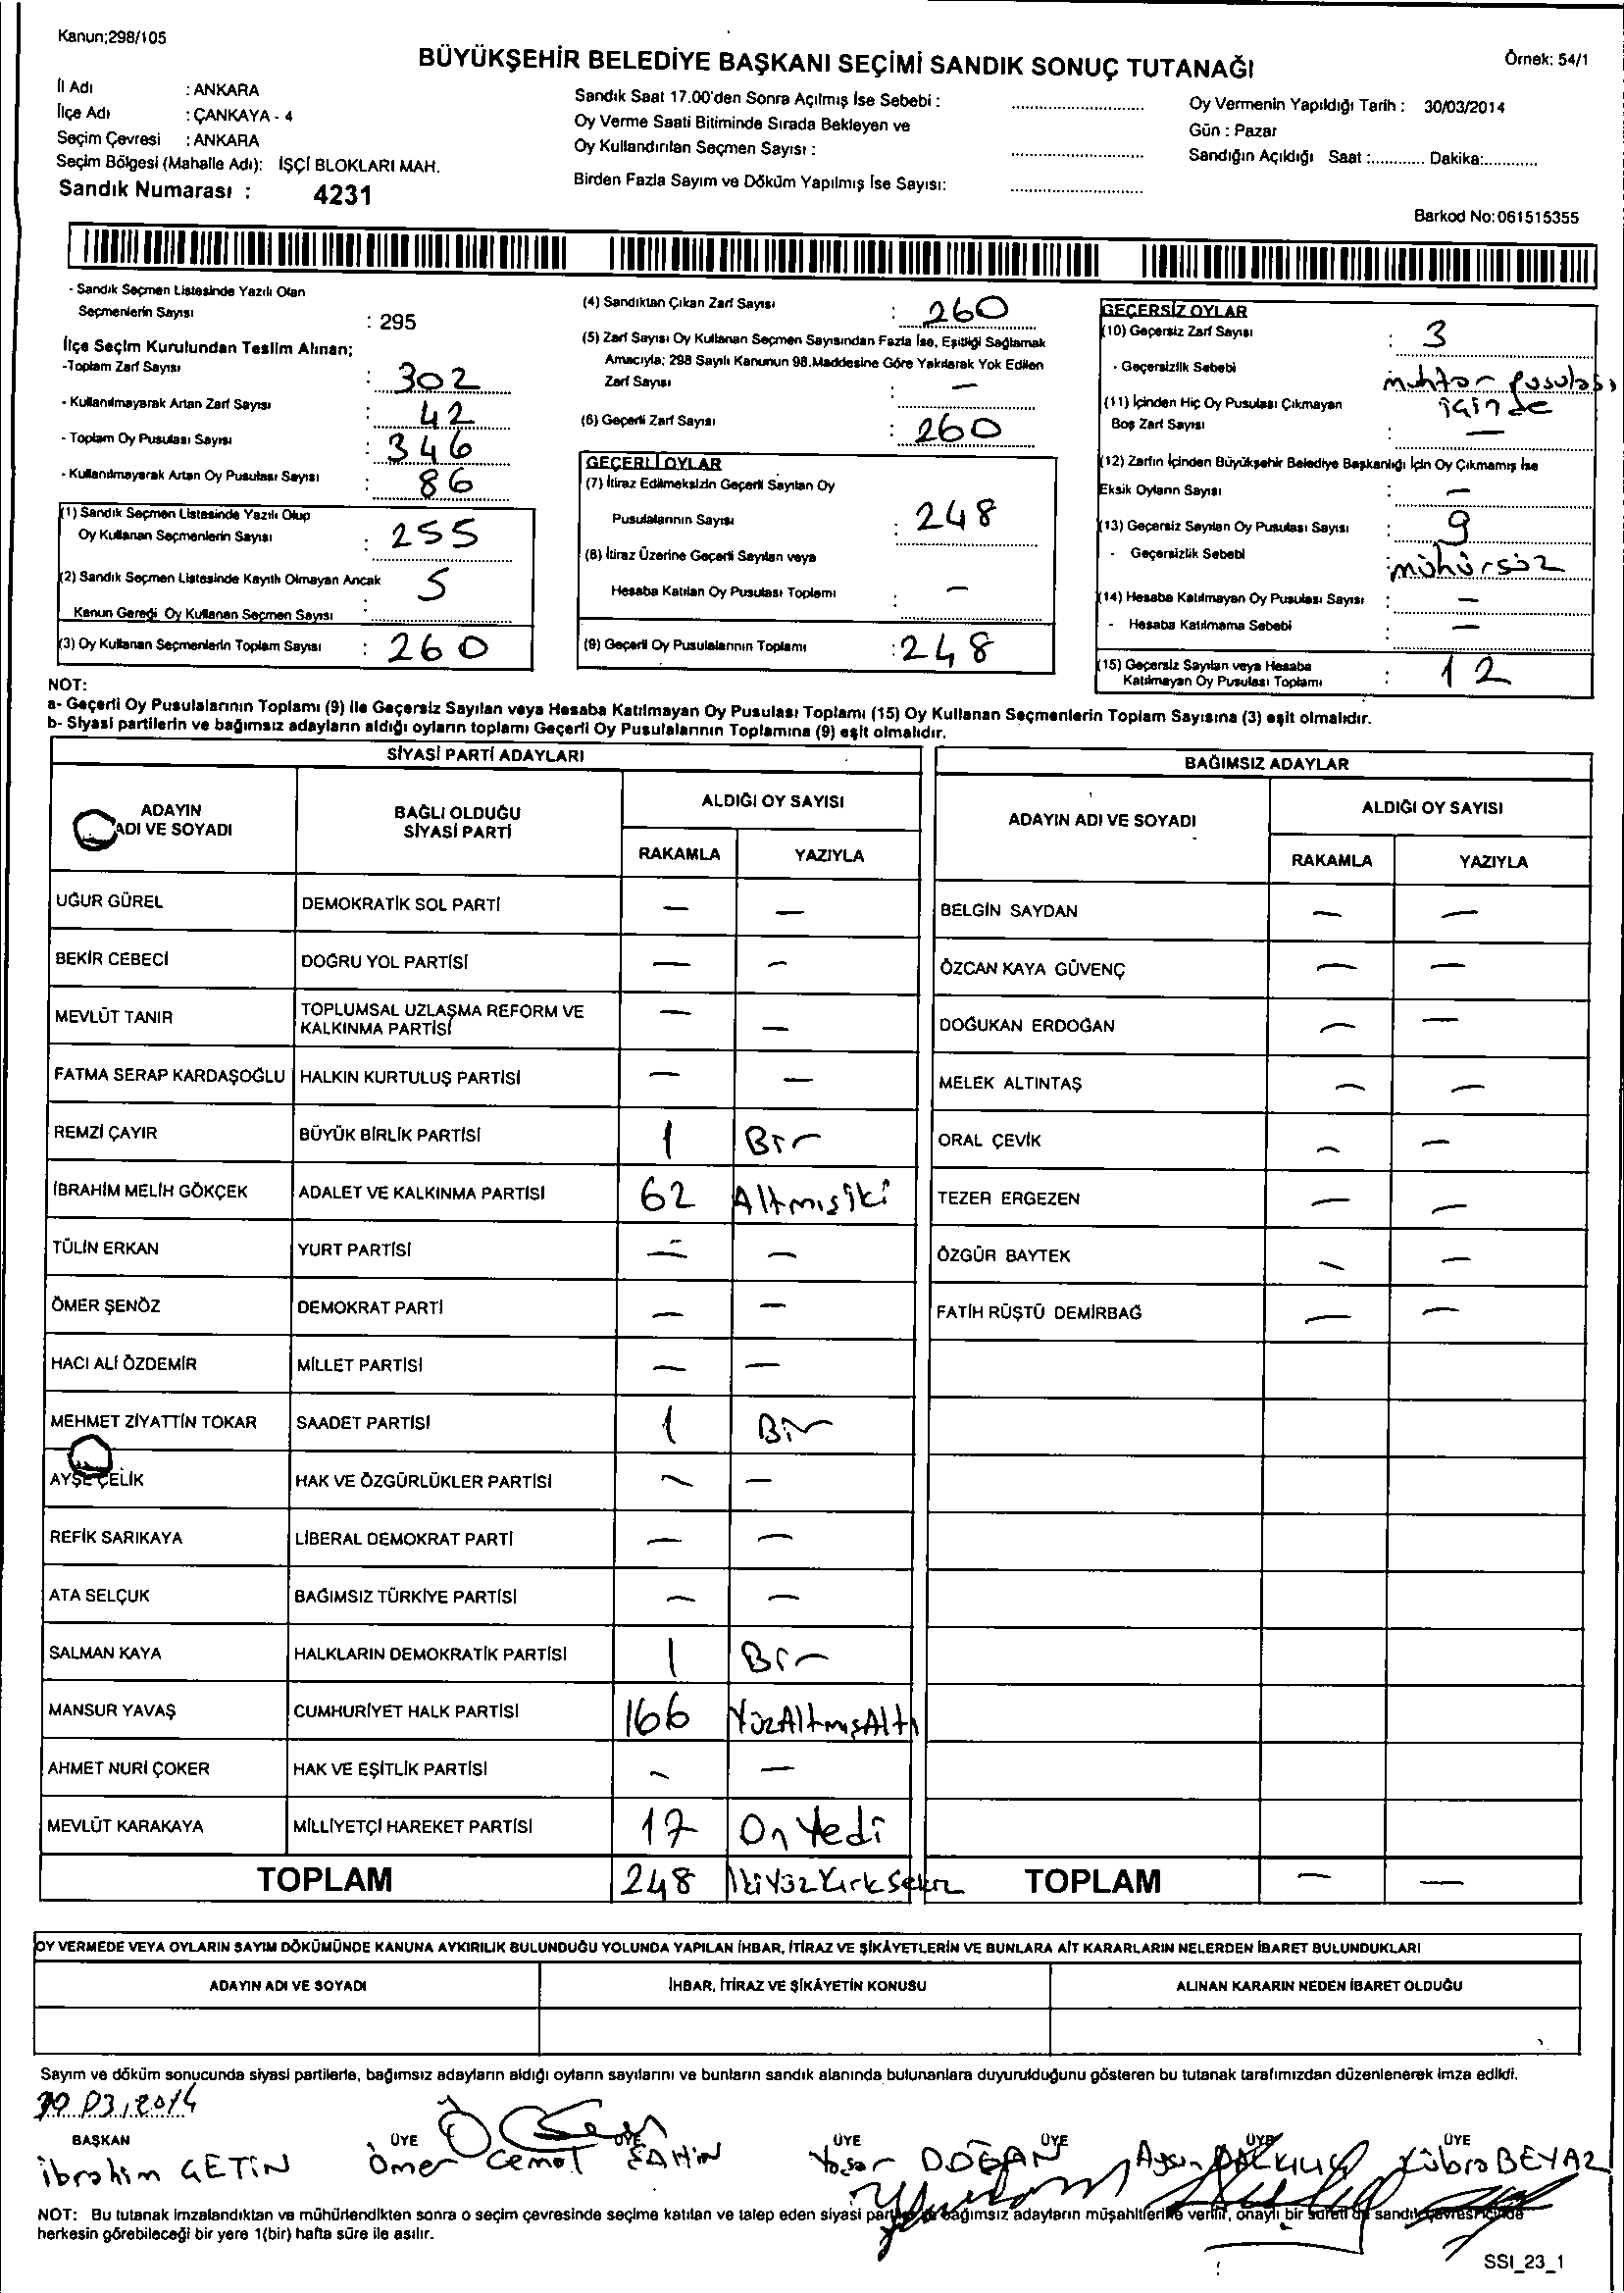 Kanun;298/105
BÜYÜKŞEHİR BELEDİYE BAŞKANI SEÇİMİ SANDIK SONUÇ TUTANAĞI
Örnek: 54/1
İl Adı : ANKARA
İlçe Adı : ÇANKAYA - 4
Seçim Çevresi : ANKARA
Seçim Bölgesi (Mahalle Adı): İŞÇİ BLOKLARI MAH.
Sandık Numarası : 4231
Sandık Saat 17.00'den Sonra Açılmış İse Sebebi : ..........
Oy Verme Saati Bitiminde Sırada Bekleyen ve
Oy Kullandırılan Seçmen Sayısı : ..........
Birden Fazla Sayım ve Döküm Yapılmış İse Sayısı: ..........
Oy Vermenin Yapıldığı Tarih : 30/03/2014
Gün : Pazar
Sandığın Açıldığı Saat :............ Dakika:............
Barkod No:061515355
- Sandık Seçmen Listesinde Yazılı Olan
Seçmenlerin Sayısı : 295
İlçe Seçim Kurulundan Teslim Alınan;
-Toplam Zarf Sayısı : 302
- Kullanılmayarak Artan Zarf Sayısı : 42
- Toplam Oy Pusulası Sayısı : 346
- Kullanılmayarak Artan Oy Pusulası Sayısı : 86
(1) Sandık Seçmen Listesinde Yazılı Olup
Oy Kullanan Seçmenlerin Sayısı : 255
(2) Sandık Seçmen Listesinde Kayıtlı Olmayan Ancak
Kanun Gereği Oy Kullanan Seçmen Sayısı : 5
(3) Oy Kullanan Seçmenlerin Toplam Sayısı : 260
(4) Sandıktan Çıkan Zarf Sayısı : 260
(5) Zarf Sayısı Oy Kullanan Seçmen Sayısından Fazla İse, Eşitliği Sağlamak
Amacıyla; 298 Sayılı Kanunun 98.Maddesine Göre Yakılarak Yok Edilen
Zarf Sayısı : —
(6) Geçerli Zarf Sayısı : 260
GEÇERLİ OYLAR
(7) İtiraz Edilmeksizin Geçerli Sayılan Oy
Pusulalarının Sayısı : 248
(8) İtiraz Üzerine Geçerli Sayılan veya
Hesaba Katılan Oy Pusulası Toplamı : —
(9) Geçerli Oy Pusulalarının Toplamı : 248
GEÇERSİZ OYLAR
(10) Geçersiz Zarf Sayısı : 3
- Geçersizlik Sebebi : muhtar pusulası
içinde
(11) İçinden Hiç Oy Pusulası Çıkmayan
Boş Zarf Sayısı : —
(12) Zarfın İçinden Büyükşehir Belediye Başkanlığı İçin Oy Çıkmamış İse
Eksik Oyların Sayısı : —
(13) Geçersiz Sayılan Oy Pusulası Sayısı : 9
- Geçersizlik Sebebi : mühürsüz
(14) Hesaba Katılmayan Oy Pusulası Sayısı : —
- Hesaba Katılmama Sebebi : —
(15) Geçersiz Sayılan veya Hesaba
Katılmayan Oy Pusulası Toplamı : 12
NOT:
a- Geçerli Oy Pusulalarının Toplamı (9) ile Geçersiz Sayılan veya Hesaba Katılmayan Oy Pusulası Toplamı (15) Oy Kullanan Seçmenlerin Toplam Sayısına (3) eşit olmalıdır.
b- Siyasi partilerin ve bağımsız adayların aldığı oyların toplamı Geçerli Oy Pusulalarının Toplamına (9) eşit olmalıdır.
SİYASİ PARTİ ADAYLARI
ADAYIN ADI VE SOYADI BAĞLI OLDUĞU SİYASİ PARTİ ALDIĞI OY SAYISI
RAKAMLA YAZIYLA
UĞUR GÜREL DEMOKRATİK SOL PARTİ — —
BEKİR CEBECİ DOĞRU YOL PARTİSİ — —
MEVLÜT TANIR TOPLUMSAL UZLAŞMA REFORM VE KALKINMA PARTİSİ — —
FATMA SERAP KARDAŞOĞLU HALKIN KURTULUŞ PARTİSİ — —
REMZİ ÇAYIR BÜYÜK BİRLİK PARTİSİ 1 Bir
İBRAHİM MELİH GÖKÇEK ADALET VE KALKINMA PARTİSİ 62 Altmışiki
TÜLİN ERKAN YURT PARTİSİ — —
ÖMER ŞENÖZ DEMOKRAT PARTİ — —
HACI ALİ ÖZDEMİR MİLLET PARTİSİ — —
MEHMET ZİYATTİN TOKAR SAADET PARTİSİ 1 Bir
AYŞE ÇELİK HAK VE ÖZGÜRLÜKLER PARTİSİ — —
REFİK SARIKAYA LİBERAL DEMOKRAT PARTİ — —
ATA SELÇUK BAĞIMSIZ TÜRKİYE PARTİSİ — —
SALMAN KAYA HALKLARIN DEMOKRATİK PARTİSİ 1 Bir
MANSUR YAVAŞ CUMHURİYET HALK PARTİSİ 166 YüzAltmışAltı
AHMET NURİ ÇOKER HAK VE EŞİTLİK PARTİSİ — —
MEVLÜT KARAKAYA MİLLİYETÇİ HAREKET PARTİSİ 17 OnYedi
TOPLAM 248 İkiYüzKırkSekiz
BAĞIMSIZ ADAYLAR
ADAYIN ADI VE SOYADI ALDIĞI OY SAYISI
RAKAMLA YAZIYLA
BELGİN SAYDAN — —
ÖZCAN KAYA GÜVENÇ — —
DOĞUKAN ERDOĞAN — —
MELEK ALTINTAŞ — —
ORAL ÇEVİK — —
TEZER ERGEZEN — —
ÖZGÜR BAYTEK — —
FATİH RÜŞTÜ DEMİRBAĞ — —
TOPLAM — —
OY VERMEDE VEYA OYLARIN SAYIM DÖKÜMÜNDE KANUNA AYKIRILIK BULUNDUĞU YOLUNDA YAPILAN İHBAR, İTİRAZ VE ŞİKÂYETLERİN VE BUNLARA AİT KARARLARIN NELERDEN İBARET BULUNDUKLARI
ADAYIN ADI VE SOYADI İHBAR, İTİRAZ VE ŞİKÂYETİN KONUSU ALINAN KARARIN NEDEN İBARET OLDUĞU
Sayım ve döküm sonucunda siyasi partilerle, bağımsız adayların aldığı oyların sayılarını ve bunların sandık alanında bulunanlara duyurulduğunu gösteren bu tutanak tarafımızdan düzenlenerek imza edildi.
30.03.2014
BAŞKAN ÜYE ÜYE ÜYE ÜYE ÜYE ÜYE
İbrahim ÇETİN Ömer Cemal ŞAHİN Yaşar DOĞAN Aysun Kübra BEYAZ
NOT: Bu tutanak imzalandıktan ve mühürlendikten sonra o seçim çevresinde seçime katılan ve talep eden siyasi parti bağımsız adayların müşahitlerine verilir, onaylı bir sureti de sandık çevresi içinde
herkesin görebileceği bir yere 1(bir) hafta süre ile asılır.
SSI_23_1